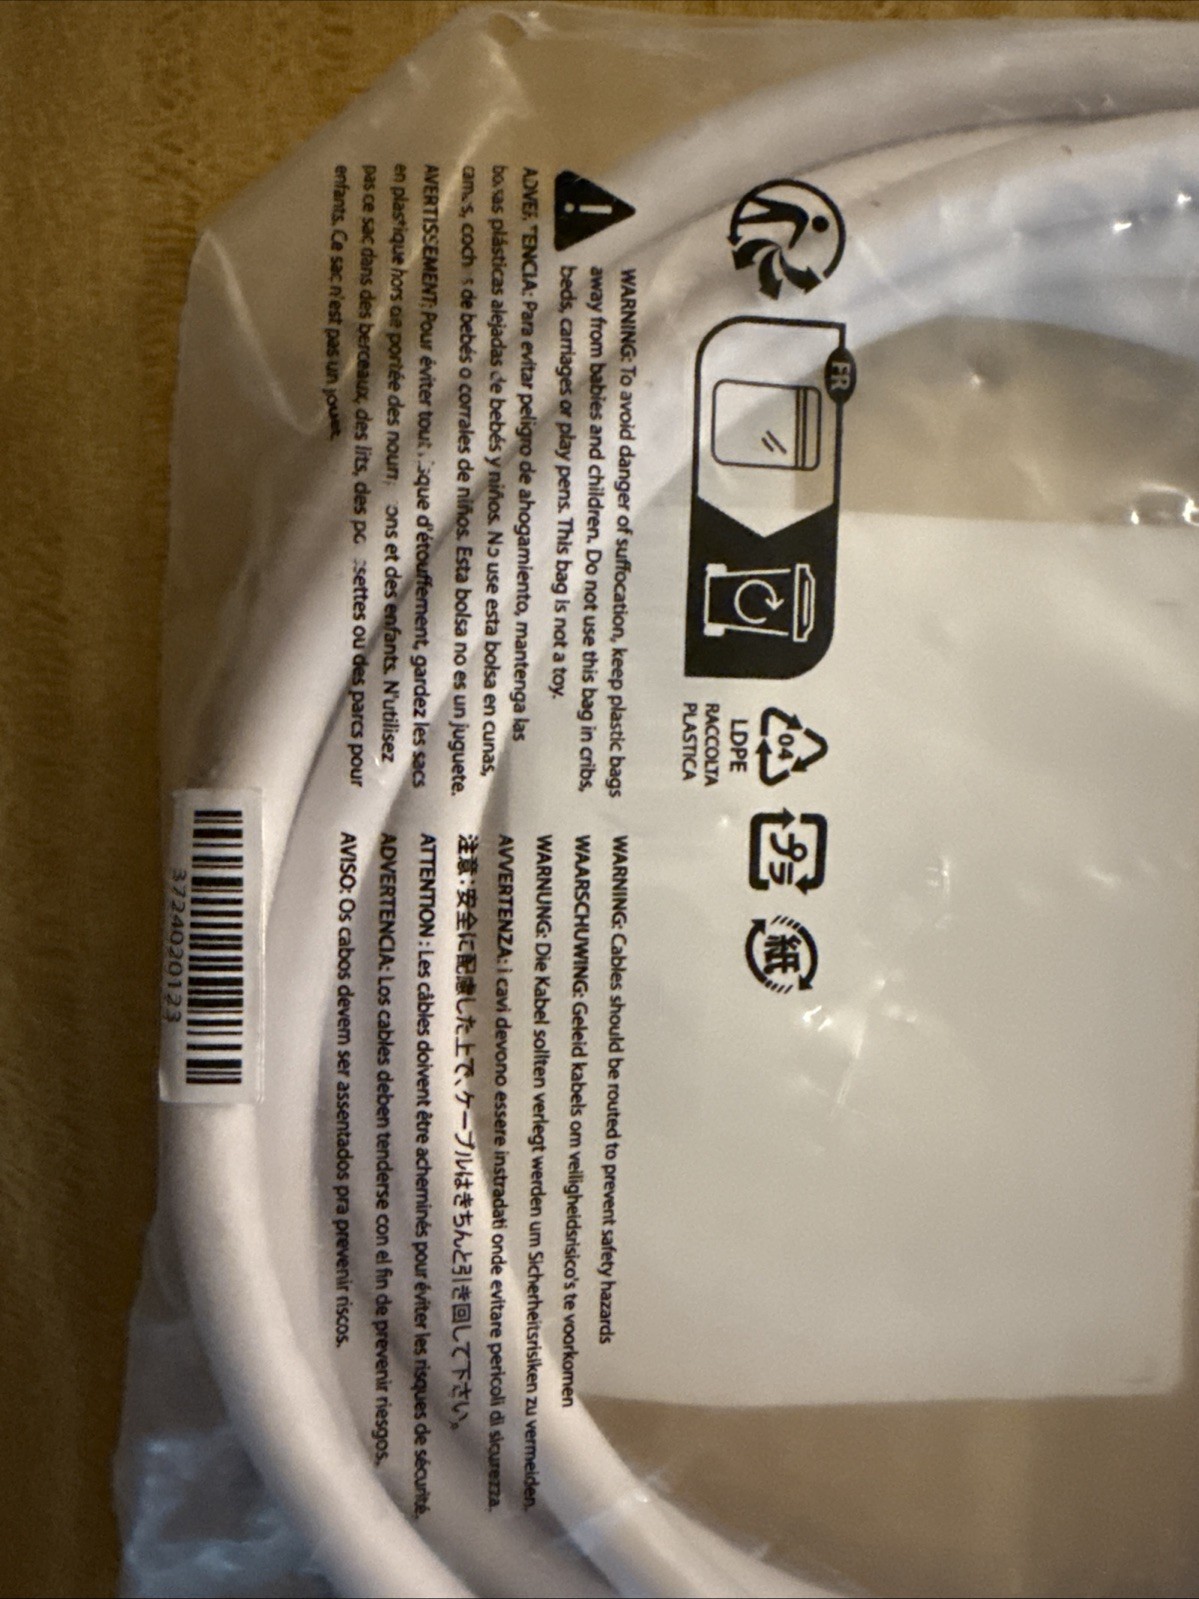 FR
04
LDPE
RACCOLTA
PLASTICA
プラ
紙
WARNING: To avoid danger of suffocation, keep plastic bags
away from babies and children. Do not use this bag in cribs,
beds, carriages or play pens. This bag is not a toy.
Para evitar peligro de ahogamiento, mantenga las
plásticas alejadas de bebés y niños. No use esta bolsa en cunas,
de bebés o corrales de niños. Esta bolsa no es un juguete.
AVERTISSEMENT: Pour éviter tout d'étouffement, gardez les sacs
en plastique hors de portée des et des enfants. N'utilisez
pas ce sac dans des berceaux, des lits, des ou des parcs pour
enfants. Ce sac n'est pas un jouet.
WARNING: Cables should be routed to prevent safety hazards
WAARSCHUWING: Geleid kabels om veiligheidsrisico's te voorkomen
WARNUNG: Die Kabel sollten verlegt werden um Sicherheitsrisiken zu vermeiden.
AVVERTENZA: i cavi devono essere instradati onde evitare pericoli di sicurezza.
注意：安全に配慮した上で、ケーブルはきちんと引き回して下さい。
ATTENTION : Les câbles doivent être acheminés pour éviter les risques de sécurité.
ADVERTENCIA: Los cables deben tenderse con el fin de prevenir riesgos.
AVISO: Os cabos devem ser assentados pra prevenir riscos.
3724020123